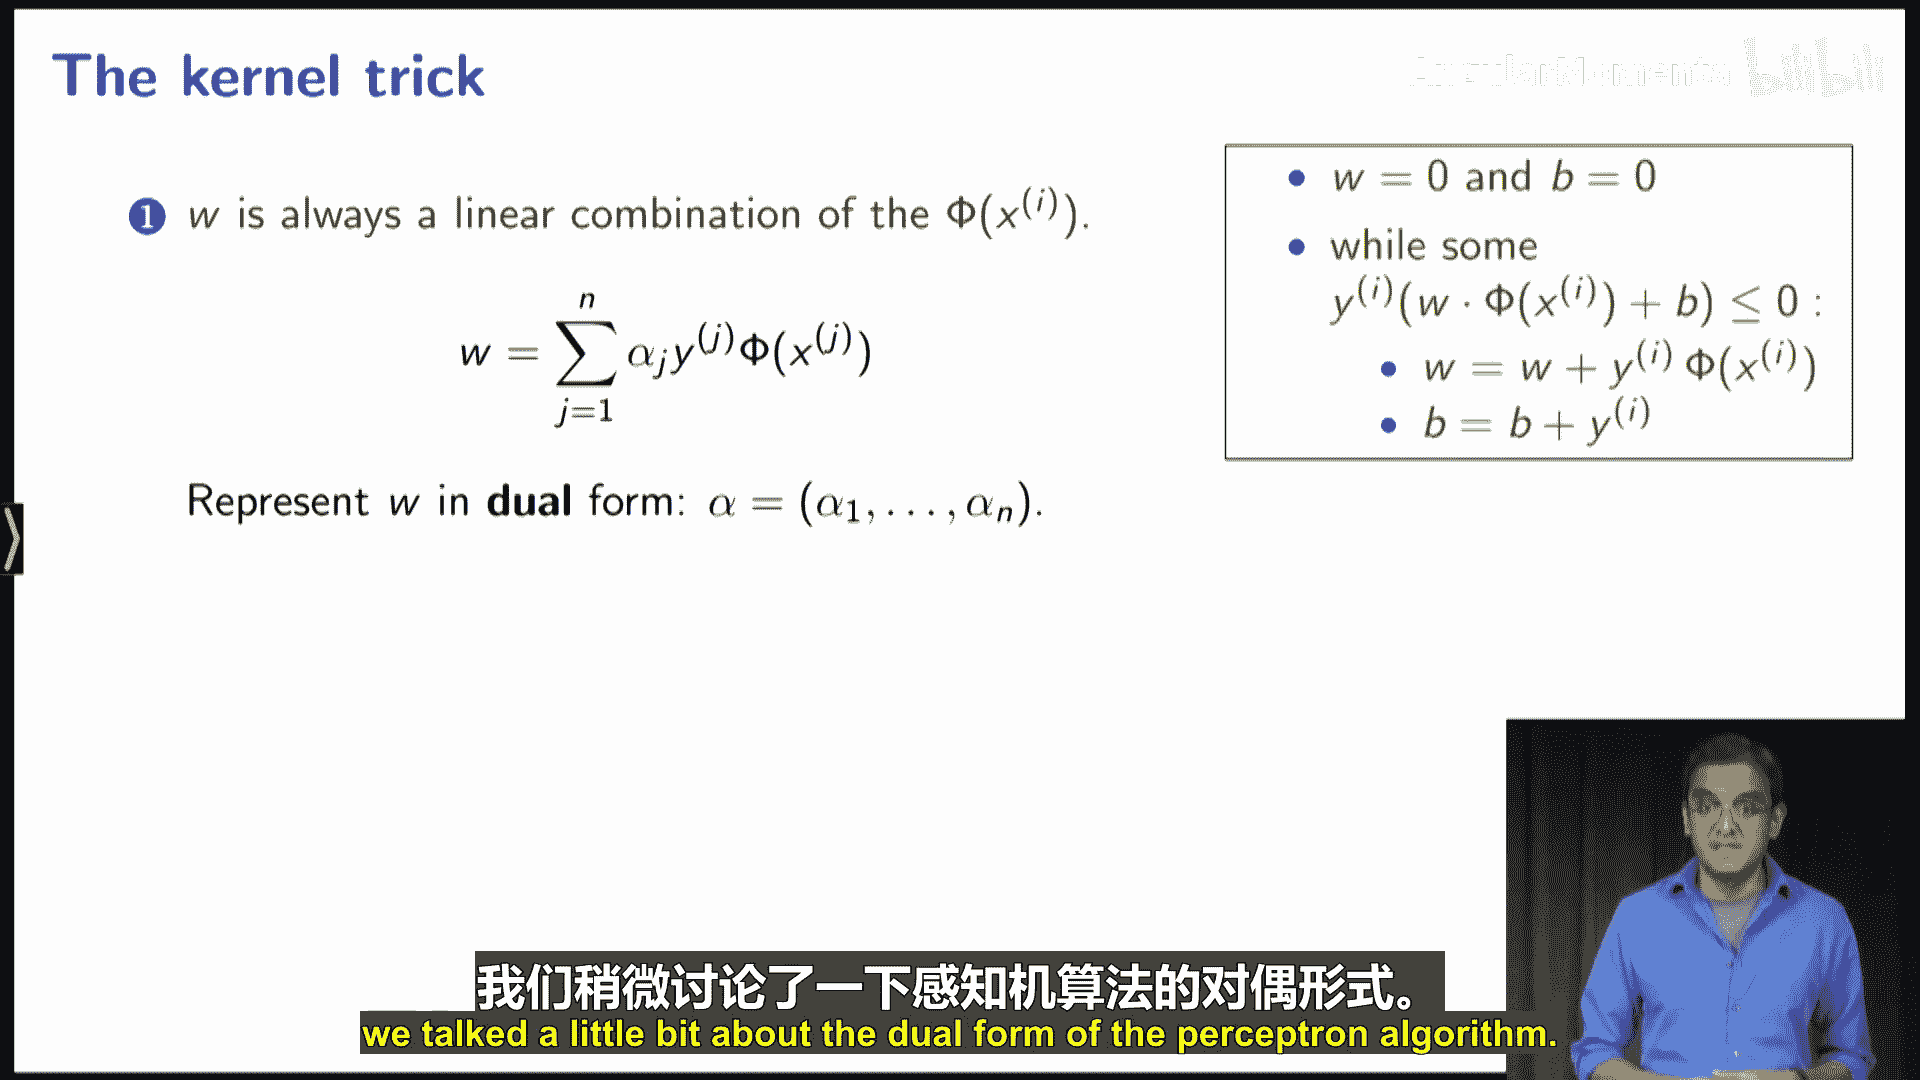 The kernel trick
1 w is always a linear combination of the Φ(x^(i)).
w = ∑_{j=1}^{n} α_j y^(j) Φ(x^(j))
Represent w in dual form: α = (α_1, . . . , α_n).
• w = 0 and b = 0
• while some
y^(i)(w · Φ(x^(i)) + b) ≤ 0 :
• w = w + y^(i) Φ(x^(i))
• b = b + y^(i)
我们稍微讨论了一下感知机算法的对偶形式。
we talked a little bit about the dual form of the perceptron algorithm.
bilibili